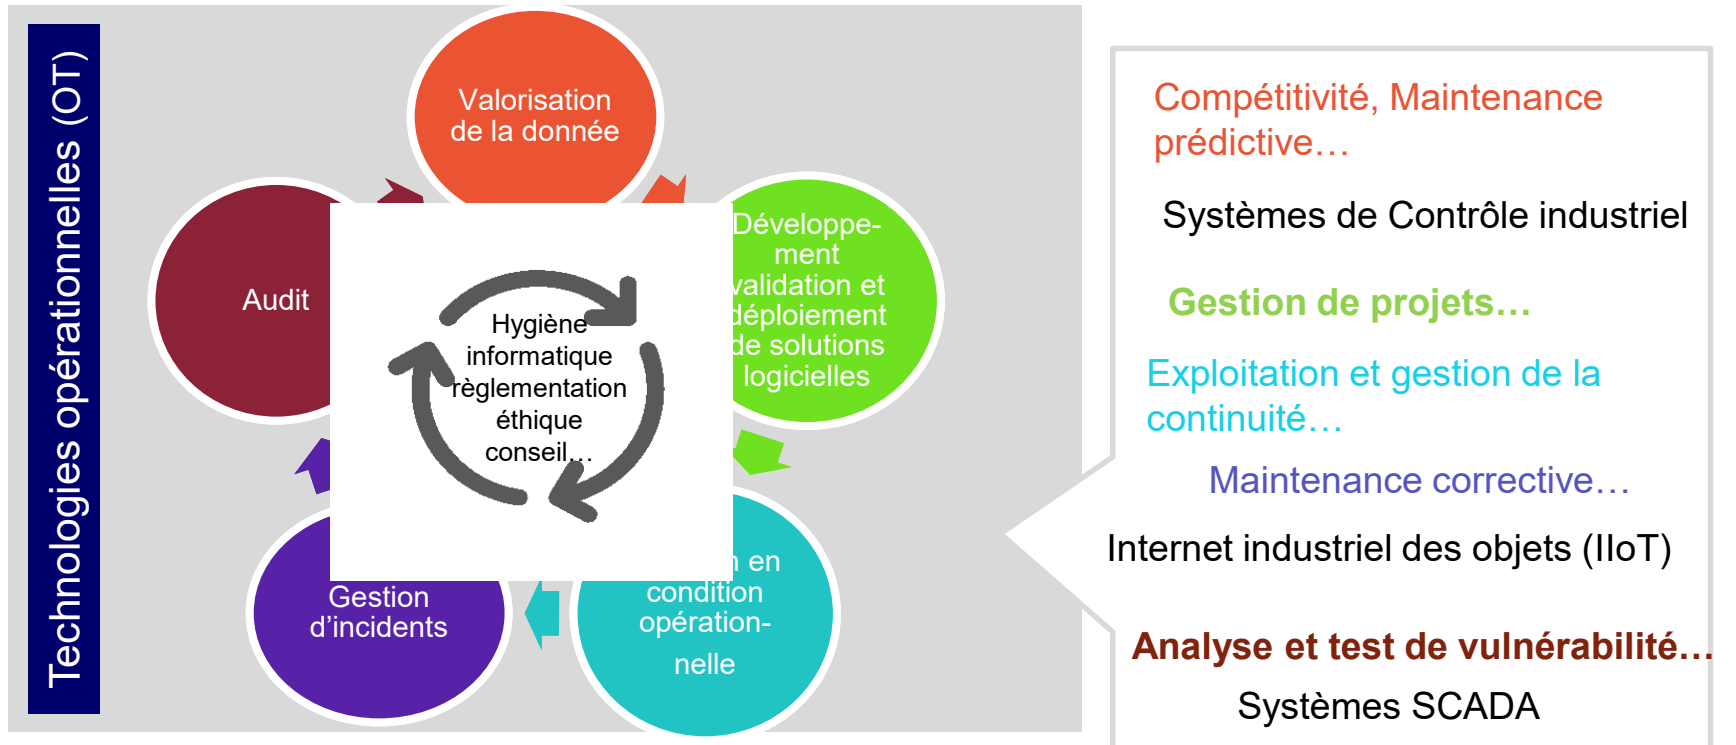 Technologies opérationnelles (OT)
Valorisation
de la donnée
Développe-
ment
validation et
déploiement
de solutions
logicielles
en
condition
opération-
nelle
Gestion
d’incidents
Audit
Hygiène
informatique
règlementation
éthique
conseil…
Compétitivité, Maintenance
prédictive…
Systèmes de Contrôle industriel
Gestion de projets…
Exploitation et gestion de la
continuité…
Maintenance corrective…
Internet industriel des objets (IIoT)
Analyse et test de vulnérabilité…
Systèmes SCADA